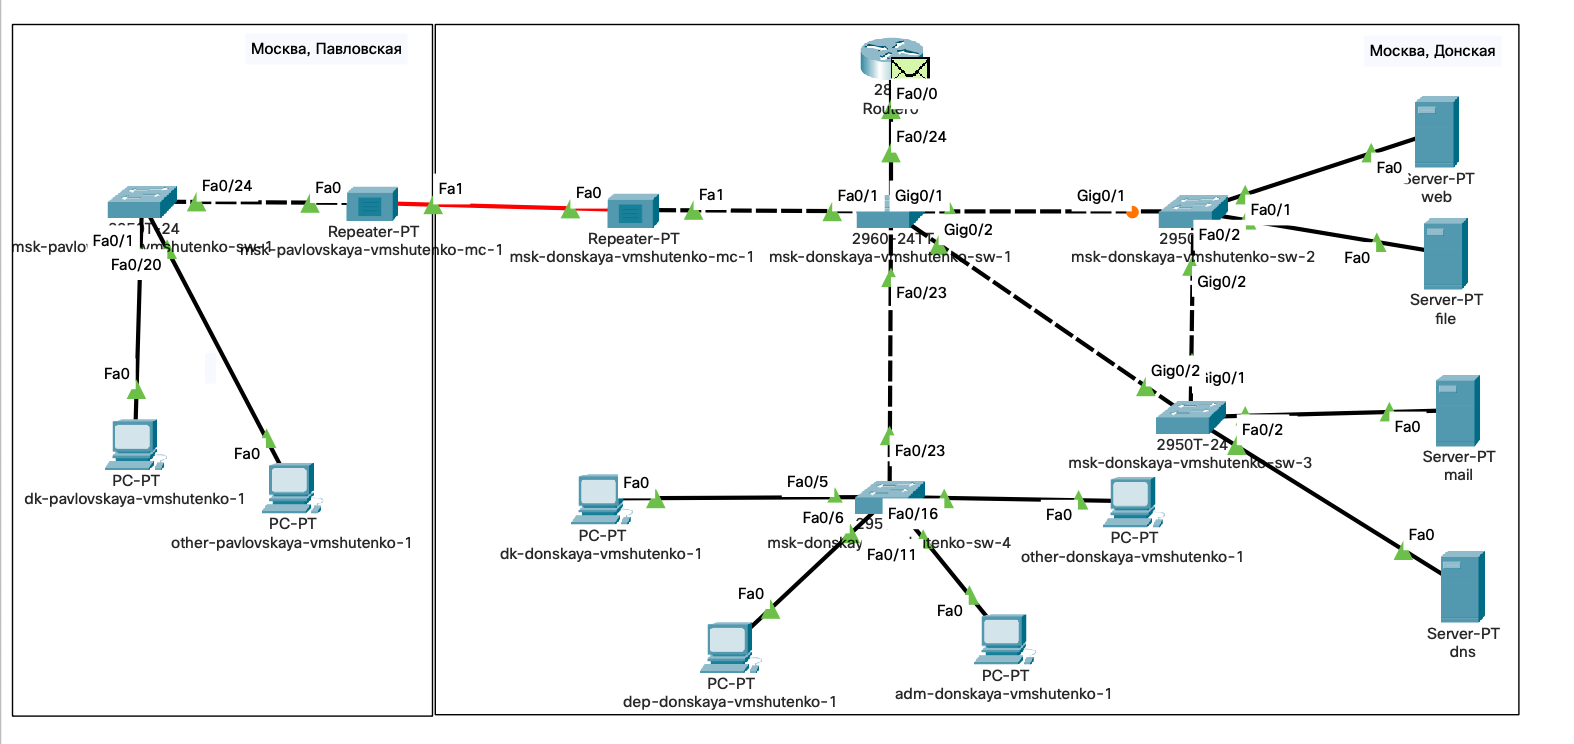 Москва, Павловская
Москва, Донская
Fa0/0
Fa0/24
Fa0
web
Fa0/24
Fa0
Fa1
Fa0
Fa1
Fa0/1
Gig0/1
Gig0/1
Fa0/1
Fa0/1
Repeater-PT
msk-pavlovskaya-vmshutenko-mc-1
Repeater-PT
msk-donskaya-vmshutenko-mc-1
2960-24TT
msk-donskaya-vmshutenko-sw-1
Gig0/2
2950
Fa0/2
msk-donskaya-vmshutenko-sw-2
Fa0
Fa0/20
Gig0/2
Fa0/23
Server-PT
file
Fa0
Gig0/2
Fa0
Fa0/2
Fa0
Fa0/23
2950T-24
msk-donskaya-vmshutenko-sw-3
Server-PT
mail
PC-PT
dk-pavlovskaya-vmshutenko-1
Fa0
PC-PT
other-pavlovskaya-vmshutenko-1
Fa0
Fa0/5
Fa0/6
Fa0/16
Fa0/11
Fa0
PC-PT
dk-donskaya-vmshutenko-1
PC-PT
other-donskaya-vmshutenko-1
Fa0
Fa0
Fa0
PC-PT
dep-donskaya-vmshutenko-1
PC-PT
adm-donskaya-vmshutenko-1
Server-PT
dns